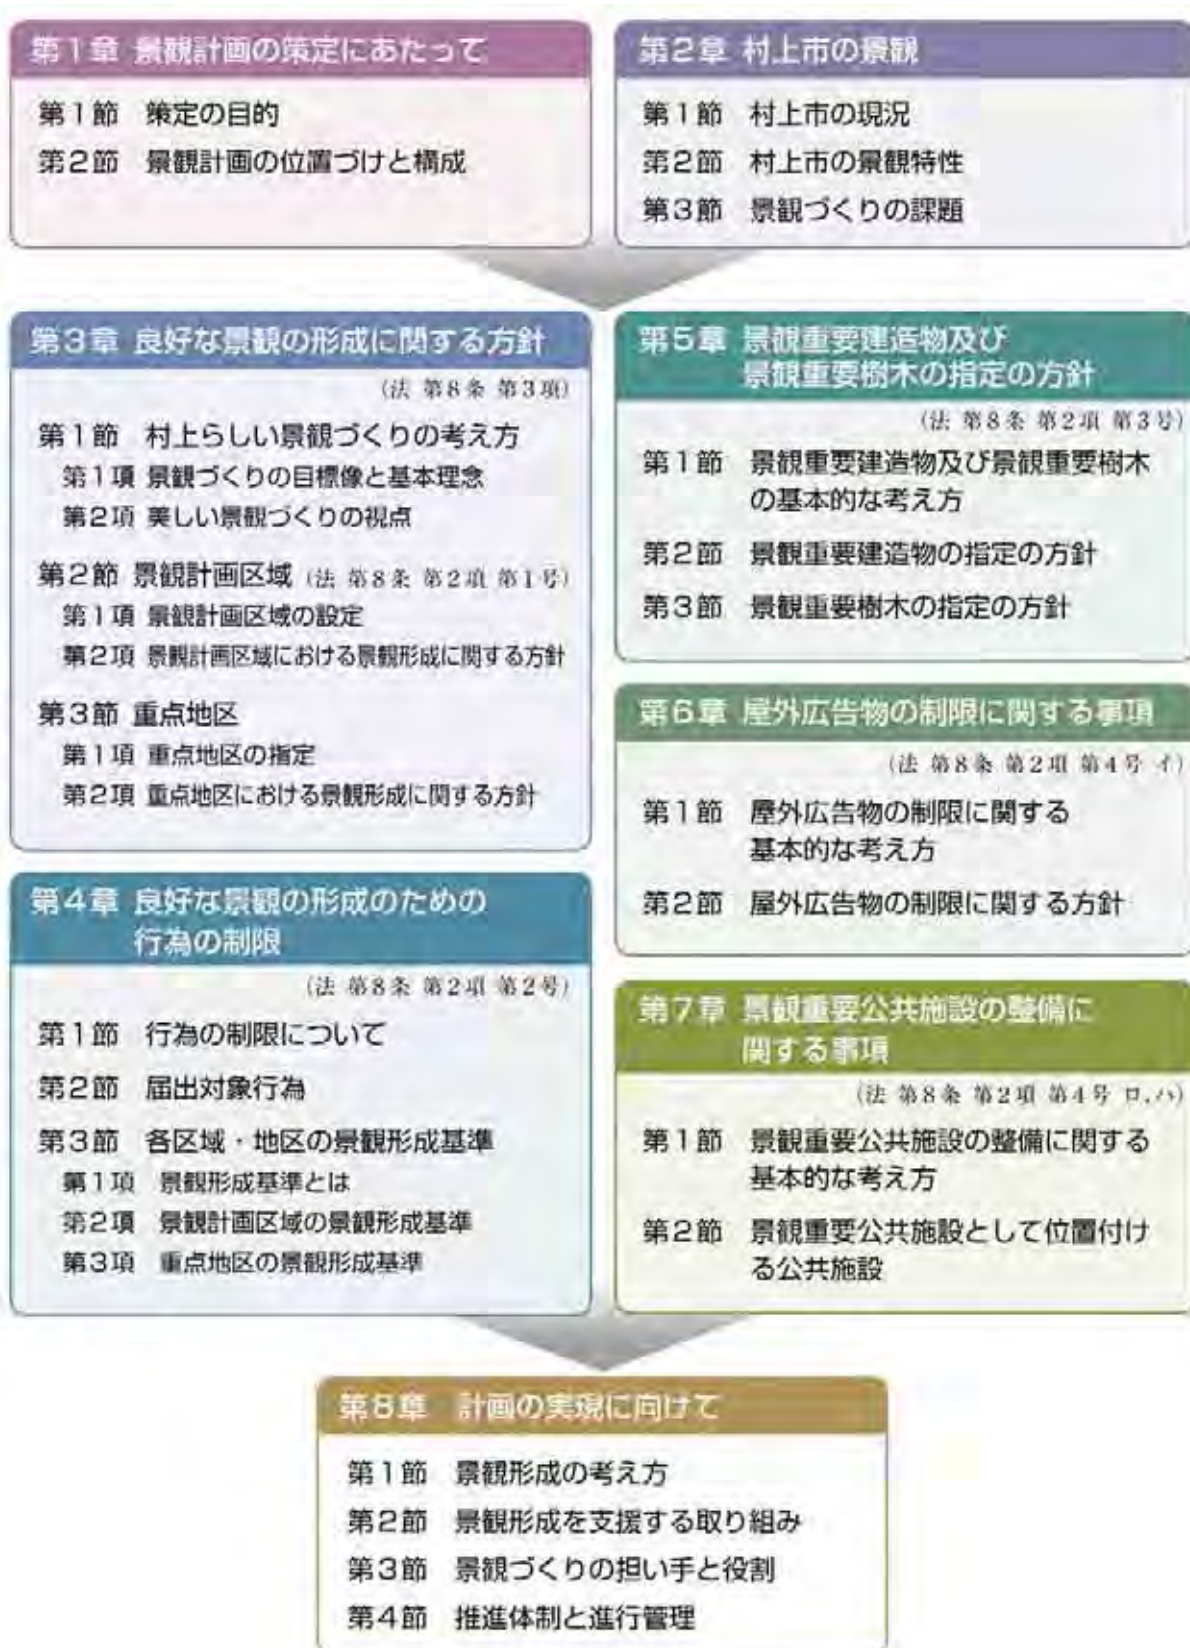 第1章 景観計画の策定にあたって
第1節 策定の目的
第2節 景観計画の位置づけと構成
第2章 村上市の景観
第1節 村上市の現況
第2節 村上市の景観特性
第3節 景観づくりの課題
第3章 良好な景観の形成に関する方針
(法 第8条 第3項)
第1節 村上らしい景観づくりの考え方
第1項 景観づくりの目標像と基本理念
第2項 美しい景観づくりの視点
第2節 景観計画区域 (法 第8条 第2項 第1号)
第1項 景観計画区域の設定
第2項 景観計画区域における景観形成に関する方針
第3節 重点地区
第1項 重点地区の指定
第2項 重点地区における景観形成に関する方針
第4章 良好な景観の形成のための
行為の制限
(法 第8条 第2項 第2号)
第1節 行為の制限について
第2節 届出対象行為
第3節 各区域・地区の景観形成基準
第1項 景観形成基準とは
第2項 景観計画区域の景観形成基準
第3項 重点地区の景観形成基準
第5章 景観重要建造物及び
景観重要樹木の指定の方針
(法 第8条 第2項 第3号)
第1節 景観重要建造物及び景観重要樹木
の基本的な考え方
第2節 景観重要建造物の指定の方針
第3節 景観重要樹木の指定の方針
第6章 屋外広告物の制限に関する事項
(法 第8条 第2項 第4号 イ)
第1節 屋外広告物の制限に関する
基本的な考え方
第2節 屋外広告物の制限に関する方針
第7章 景観重要公共施設の整備に
関する事項
(法 第8条 第2項 第4号 ロ,ハ)
第1節 景観重要公共施設の整備に関する
基本的な考え方
第2節 景観重要公共施設として位置付け
る公共施設
第8章 計画の実現に向けて
第1節 景観形成の考え方
第2節 景観形成を支援する取り組み
第3節 景観づくりの担い手と役割
第4節 推進体制と進行管理